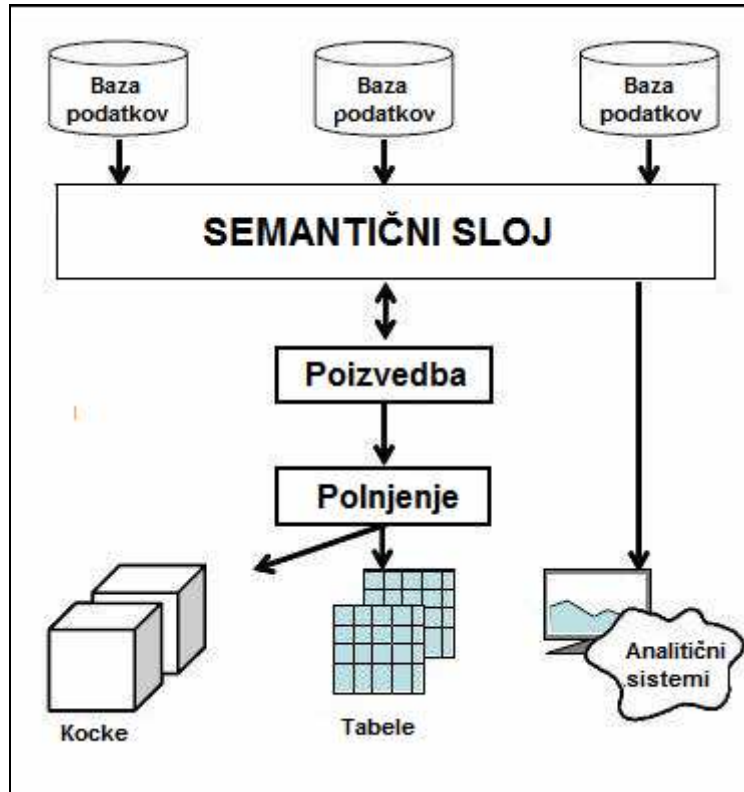 Baza
podatkov
Baza
podatkov
Baza
podatkov
SEMANTIČNI SLOJ
Poizvedba
Polnjenje
Kocke
Tabele
Analitični
sistemi